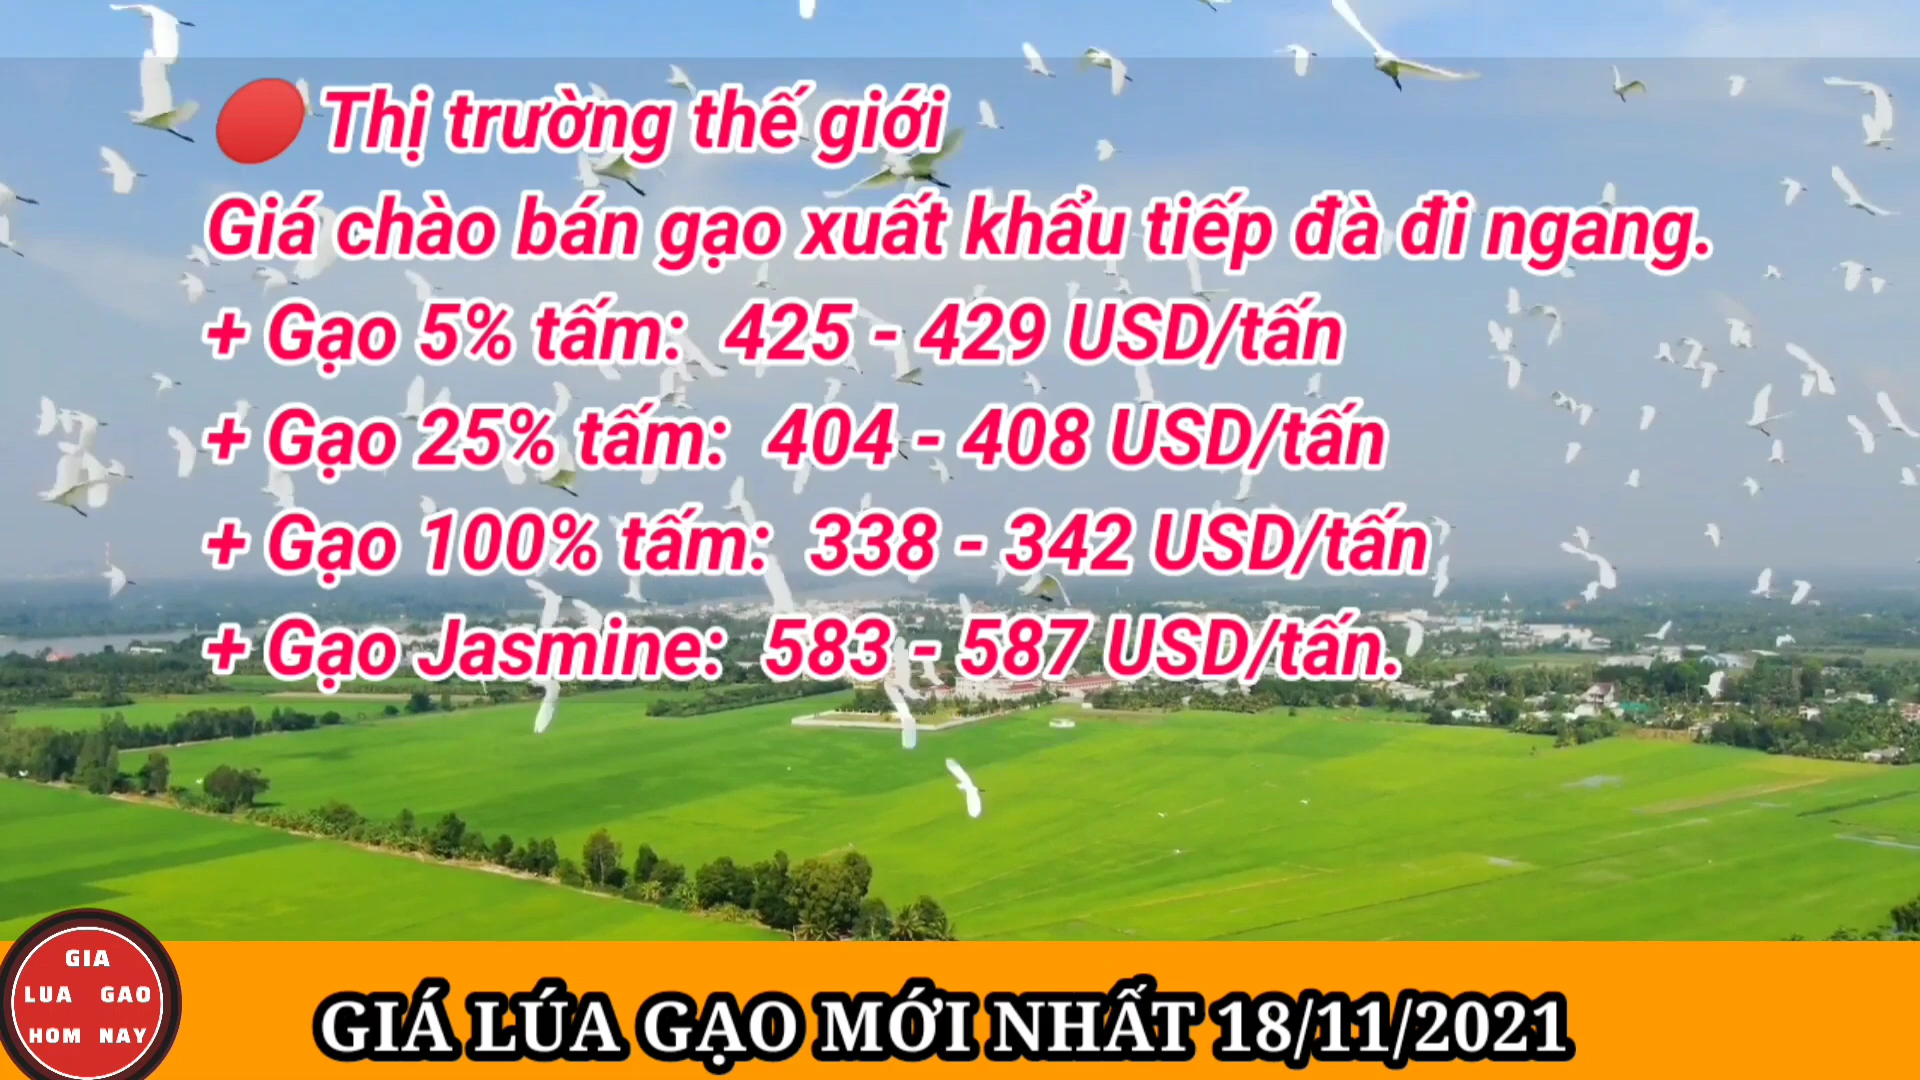 Thị trường thế giới
Giá chào bán gạo xuất khẩu tiếp đà đi ngang.
+ Gạo 5% tấm: 425 - 429 USD/tấn
+ Gạo 25% tấm: 404 - 408 USD/tấn
+ Gạo 100% tấm: 338 - 342 USD/tấn
+ Gạo Jasmine: 583 - 587 USD/tấn.
GIA
LUA GAO
HOM NAY
GIÁ LÚA GẠO MỚI NHẤT 18/11/2021